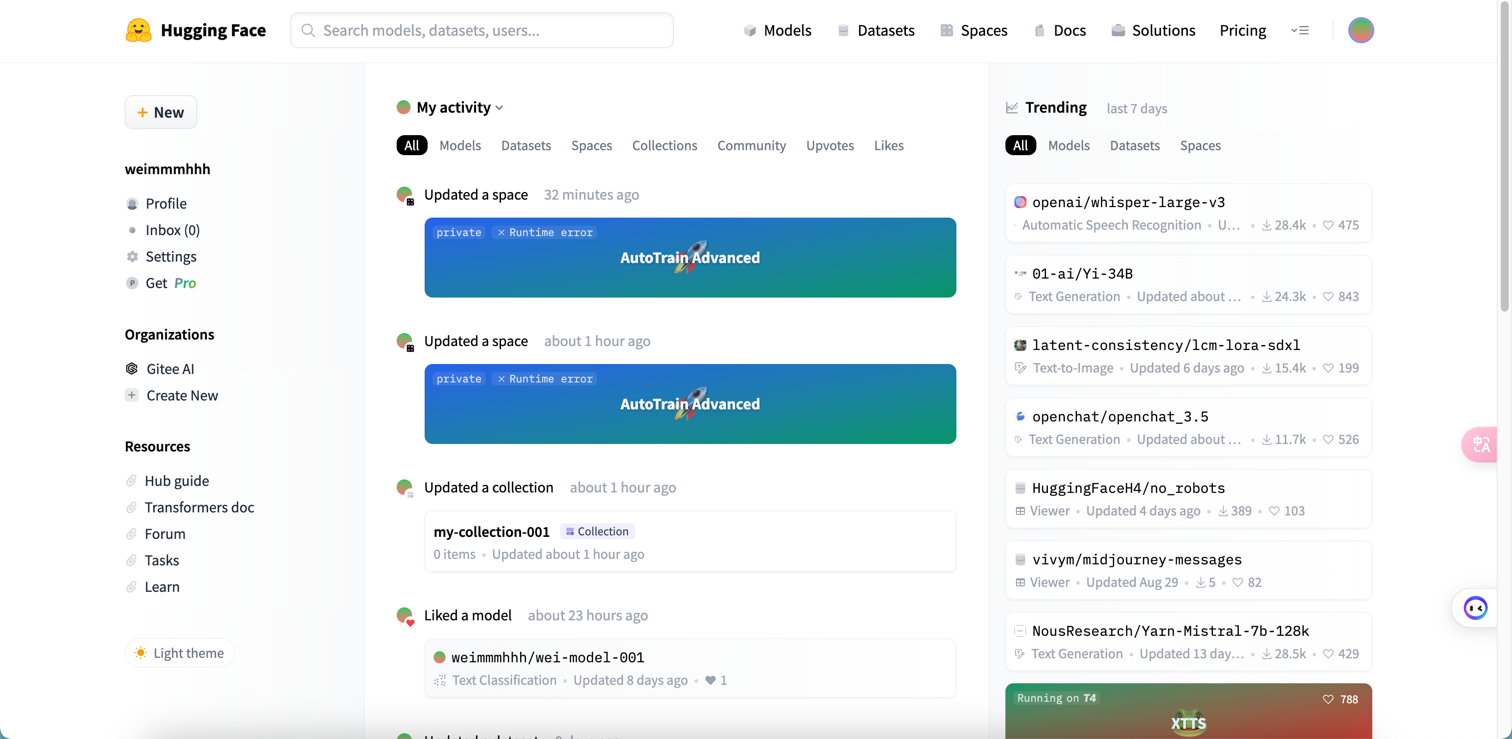 Hugging Face
Search models, datasets, users...
Models
Datasets
Spaces
Docs
Solutions
Pricing
+ New
weimmmhhh
Profile
Inbox (0)
Settings
P Get Pro
Organizations
Gitee AI
+ Create New
Resources
Hub guide
Transformers doc
Forum
Tasks
Learn
Light theme
My activity
All Models Datasets Spaces Collections Community Upvotes Likes
Updated a space 32 minutes ago
private × Runtime error
AutoTrain Advanced
Updated a space about 1 hour ago
private × Runtime error
AutoTrain Advanced
Updated a collection about 1 hour ago
my-collection-001 Collection
0 items • Updated about 1 hour ago
Liked a model about 23 hours ago
weimmmhhh/wei-model-001
Text Classification • Updated 8 days ago • 1
Trending last 7 days
All Models Datasets Spaces
openai/whisper-large-v3
Automatic Speech Recognition • U... • 28.4k • 475
01-ai/Yi-34B
Text Generation • Updated about ... • 24.3k • 843
latent-consistency/lcm-lora-sdxl
Text-to-Image • Updated 6 days ago • 15.4k • 199
openchat/openchat_3.5
Text Generation • Updated about ... • 11.7k • 526
HuggingFaceH4/no_robots
Viewer • Updated 4 days ago • 389 • 103
vivym/midjourney-messages
Viewer • Updated Aug 29 • 5 • 82
NousResearch/Yarn-Mistral-7b-128k
Text Generation • Updated 13 day... • 28.5k • 429
Running on T4 788
XTTS